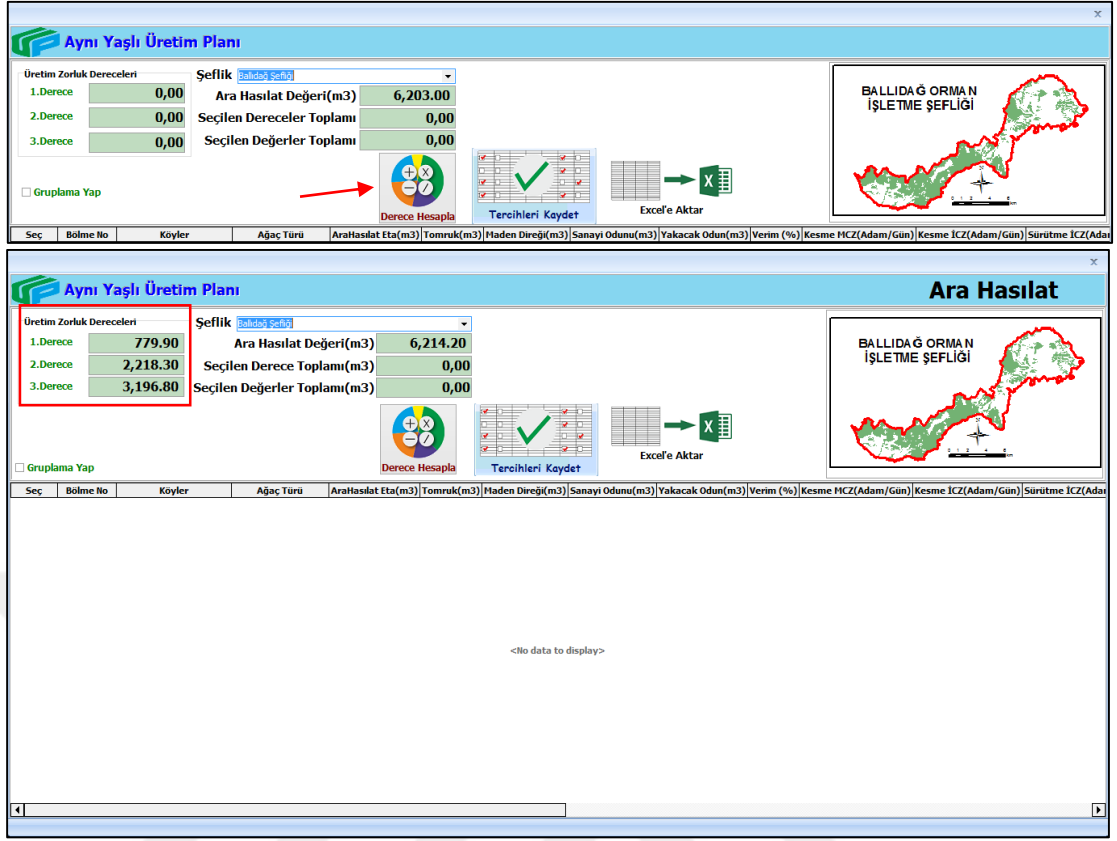 x
Aynı Yaşlı Üretim Planı
Üretim Zorluk Dereceleri
1.Derece 0,00
2.Derece 0,00
3.Derece 0,00
Gruplama Yap
Şeflik Ballıdağ Şefliği
Ara Hasılat Değeri(m3) 6,203.00
Seçilen Dereceler Toplamı 0,00
Seçilen Değerler Toplamı 0,00
Derece Hesapla
Tercihleri Kaydet
Excel'e Aktar
BALLIDAĞ ORMAN
İŞLETME ŞEFLİĞİ
Seç Bölme No Köyler Ağaç Türü AraHasılat Eta(m3) Tomruk(m3) Maden Direği(m3) Sanayi Odunu(m3) Yakacak Odun(m3) Verim (%) Kesme MCZ(Adam/Gün) Kesme İCZ(Adam/Gün) Sürütme İCZ(Ada
x
Aynı Yaşlı Üretim Planı
Ara Hasılat
Üretim Zorluk Dereceleri
1.Derece 779.90
2.Derece 2,218.30
3.Derece 3,196.80
Gruplama Yap
Şeflik Ballıdağ Şefliği
Ara Hasılat Değeri(m3) 6,214.20
Seçilen Derece Toplamı(m3) 0,00
Seçilen Değerler Toplamı(m3) 0,00
Derece Hesapla
Tercihleri Kaydet
Excel'e Aktar
BALLIDAĞ ORMAN
İŞLETME ŞEFLİĞİ
Seç Bölme No Köyler Ağaç Türü AraHasılat Eta(m3) Tomruk(m3) Maden Direği(m3) Sanayi Odunu(m3) Yakacak Odun(m3) Verim (%) Kesme MCZ(Adam/Gün) Kesme İCZ(Adam/Gün) Sürütme İCZ(Adar
<No data to display>